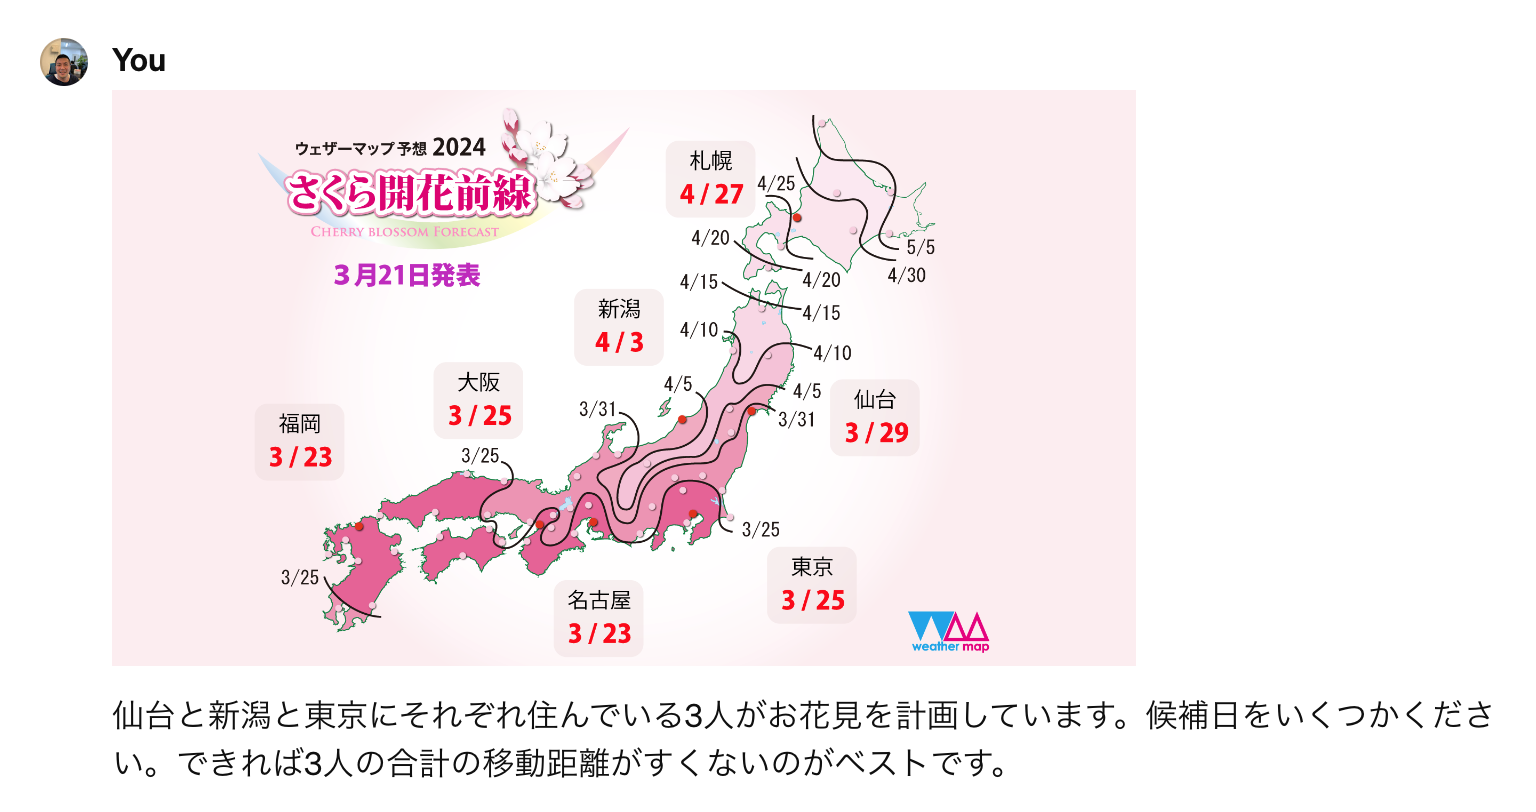 You
ウェザーマップ予想 2024
さくら開花前線
CHERRY BLOSSOM FORECAST
3月21日発表
札幌
4/27
4/25
4/20
5/5
4/30
4/20
4/15
4/15
新潟
4/3
4/10
4/10
大阪
3/25
4/5
4/5
仙台
3/29
3/31
3/31
福岡
3/23
3/25
3/25
3/25
東京
3/25
名古屋
3/23
weather map
仙台と新潟と東京にそれぞれ住んでいる3人がお花見を計画しています。候補日をいくつかくださ
い。できれば3人の合計の移動距離がすくないのがベストです。